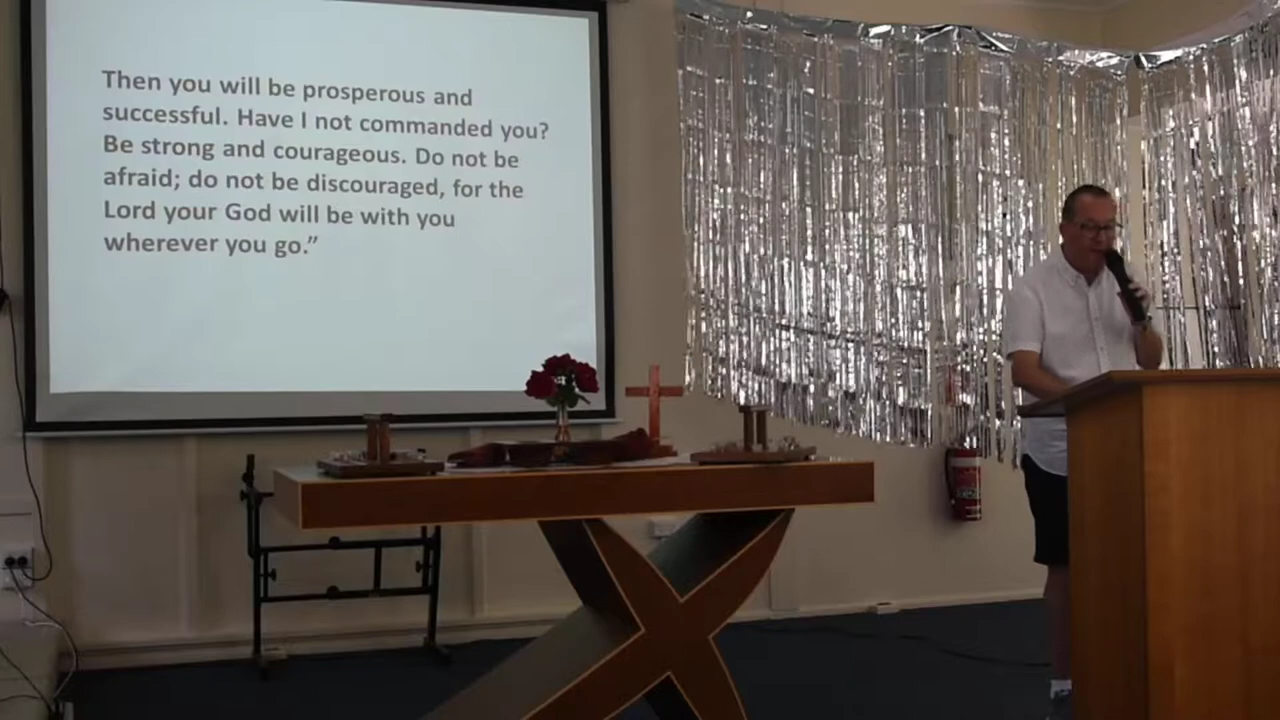 Then you will be prosperous and
successful. Have I not commanded you?
Be strong and courageous. Do not be
afraid; do not be discouraged, for the
Lord your God will be with you
wherever you go.”